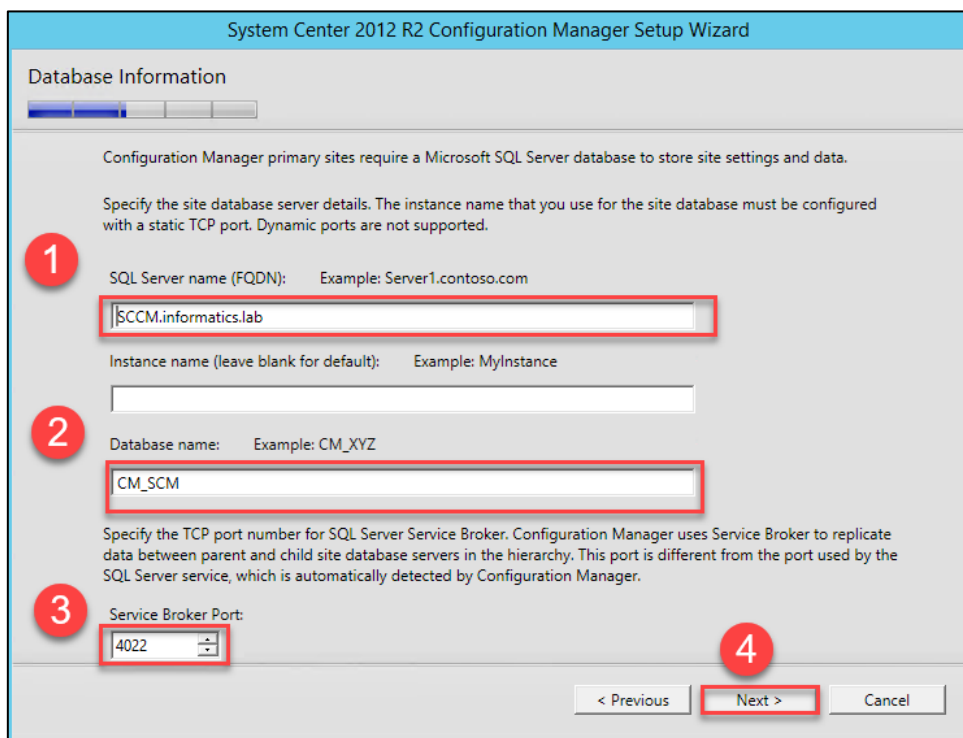 System Center 2012 R2 Configuration Manager Setup Wizard
Database Information
Configuration Manager primary sites require a Microsoft SQL Server database to store site settings and data.
Specify the site database server details. The instance name that you use for the site database must be configured
with a static TCP port. Dynamic ports are not supported.
1
SQL Server name (FQDN): Example: Server1.contoso.com
SCCM.informatics.lab
Instance name (leave blank for default): Example: MyInstance
2
Database name: Example: CM_XYZ
CM_SCM
Specify the TCP port number for SQL Server Service Broker. Configuration Manager uses Service Broker to replicate
data between parent and child site database servers in the hierarchy. This port is different from the port used by the
SQL Server service, which is automatically detected by Configuration Manager.
3
Service Broker Port:
4022
4
< Previous Next > Cancel